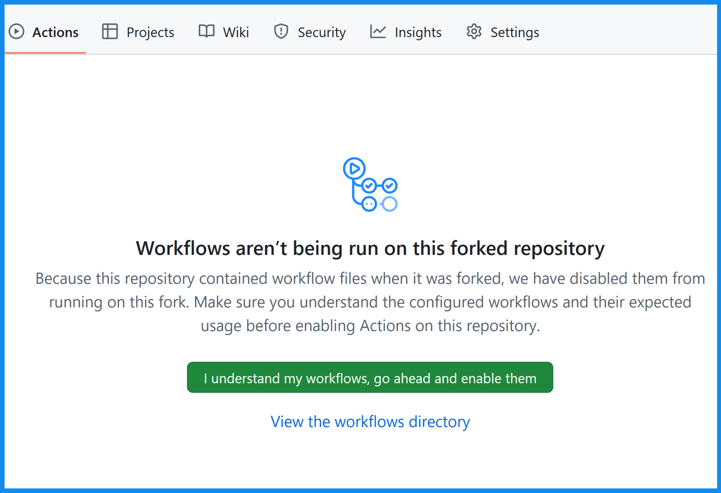 Actions Projects Wiki Security Insights Settings
Workflows aren’t being run on this forked repository
Because this repository contained workflow files when it was forked, we have disabled them from
running on this fork. Make sure you understand the configured workflows and their expected
usage before enabling Actions on this repository.
I understand my workflows, go ahead and enable them
View the workflows directory